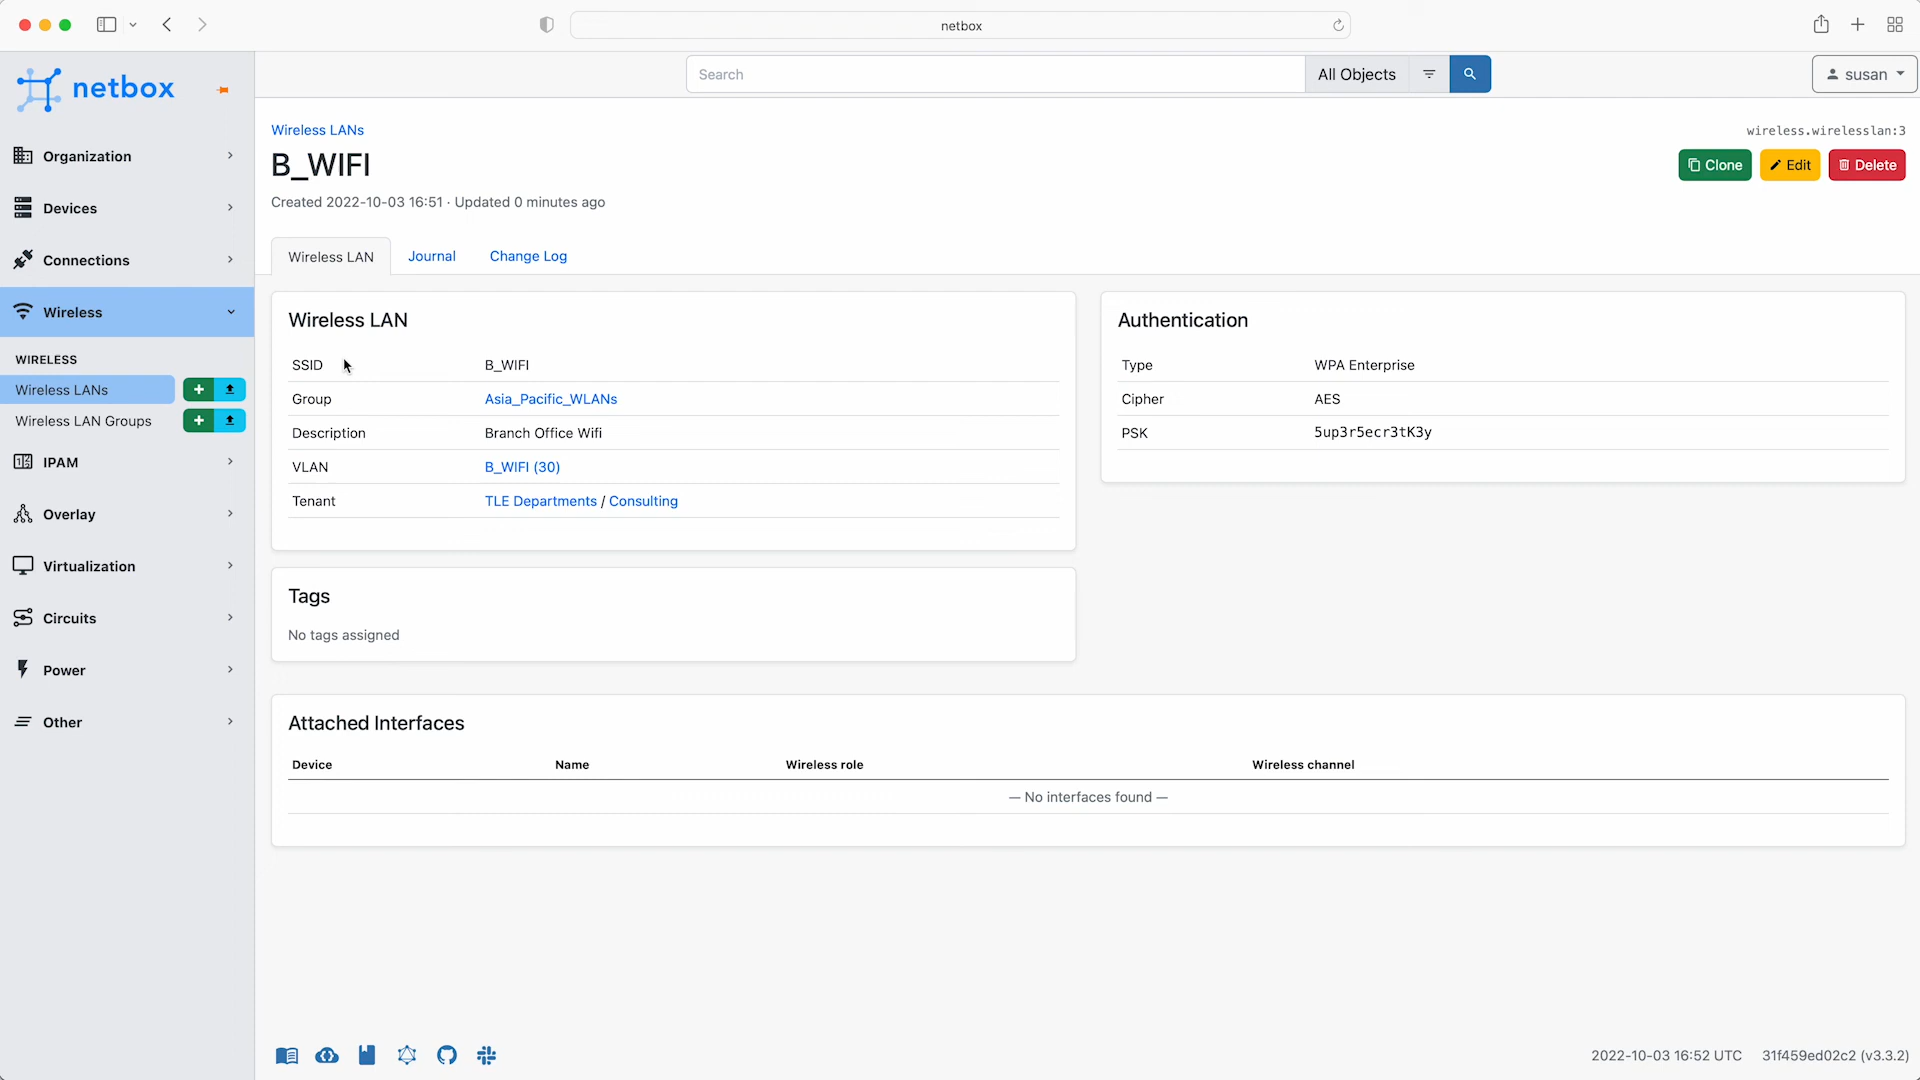 netbox
netbox
Search
All Objects
susan
Organization
Devices
Connections
Wireless
WIRELESS
Wireless LANs
Wireless LAN Groups
IPAM
Overlay
Virtualization
Circuits
Power
Other
Wireless LANs
wireless.wirelesslan:3
B_WIFI
Clone
Edit
Delete
Created 2022-10-03 16:51 · Updated 0 minutes ago
Wireless LAN
Journal
Change Log
Wireless LAN
SSID B_WIFI
Group Asia_Pacific_WLANs
Description Branch Office Wifi
VLAN B_WIFI (30)
Tenant TLE Departments / Consulting
Authentication
Type WPA Enterprise
Cipher AES
PSK 5up3r5ecr3tK3y
Tags
No tags assigned
Attached Interfaces
Device Name Wireless role Wireless channel
— No interfaces found —
2022-10-03 16:52 UTC 31f459ed02c2 (v3.3.2)